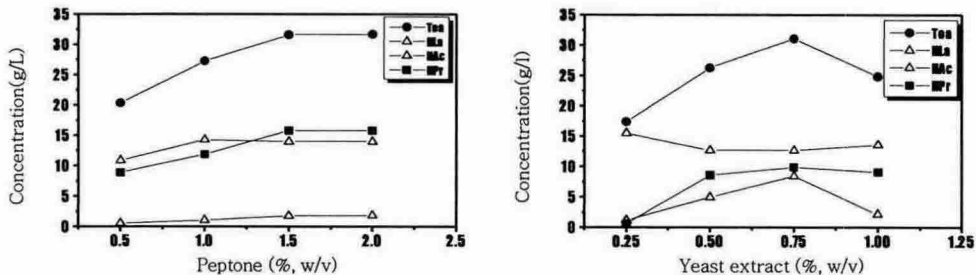 Concentration(g/L)
35
30
25
20
15
10
5
0
0.5 1.0 1.5 2.0 2.5
Peptone (%, w/v)
Toa
HLa
HAc
HPr
Concentration(g/l)
35
30
25
20
15
10
5
0
0.25 0.50 0.75 1.00 1.25
Yeast extract (%, w/v)
Toa
HLa
HAc
HPr